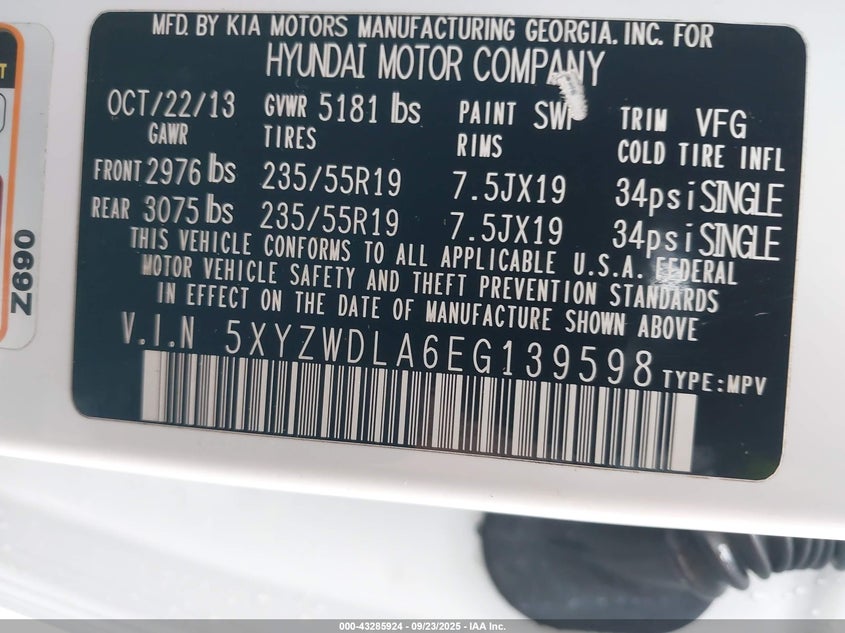 MFD. BY KIA MOTORS MANUFACTURING GEORGIA. INC. FOR
HYUNDAI MOTOR COMPANY
OCT/22/13 GVWR 5181 lbs PAINT SWP TRIM VFG
GAWR TIRES RIMS COLD TIRE INFL
FRONT 2976 lbs 235/55R19 7.5JX19 34psi SINGLE
REAR 3075 lbs 235/55R19 7.5JX19 34psi SINGLE
THIS VEHICLE CONFORMS TO ALL APPLICABLE U.S.A. FEDERAL
MOTOR VEHICLE SAFETY AND THEFT PREVENTION STANDARDS
IN EFFECT ON THE DATE OF MANUFACTURE SHOWN ABOVE
V.I.N 5XYZWDLA6EG139598 TYPE:MPV
Z690
000-43285924 - 09/23/2025 - IAA Inc.